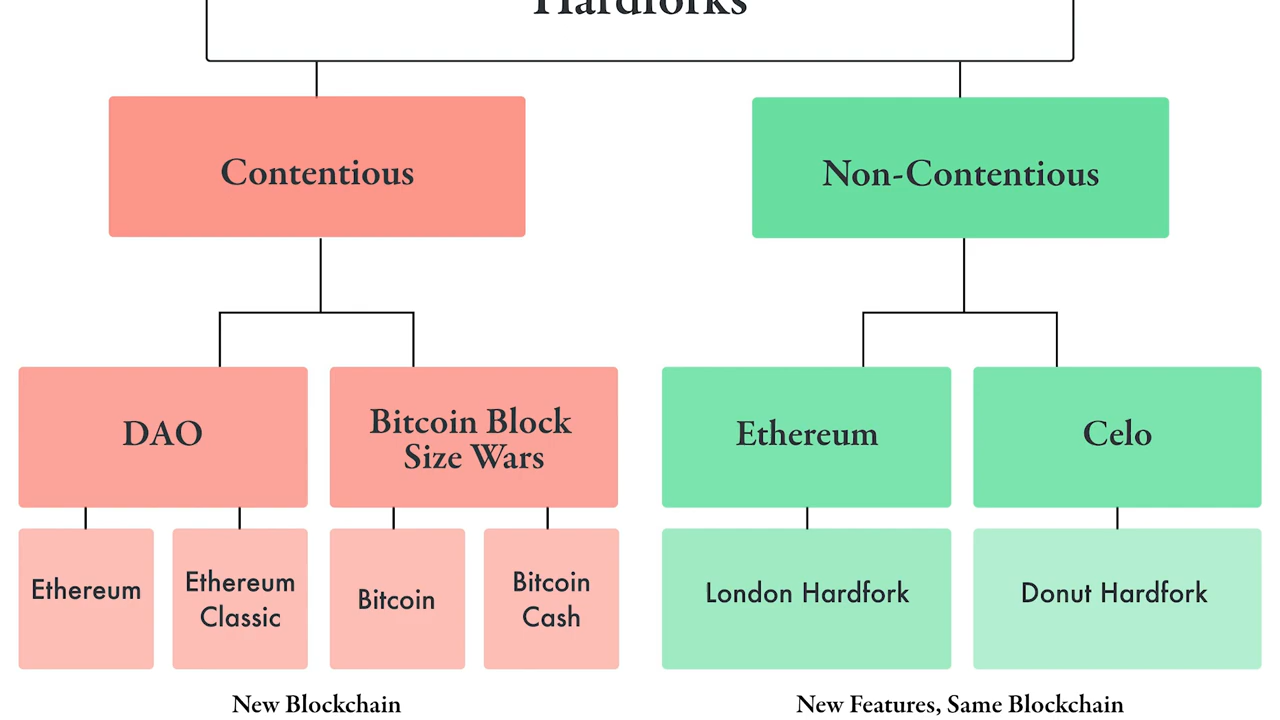 Hardforks
Contentious
Non-Contentious
DAO
Bitcoin Block
Size Wars
Ethereum
Celo
Ethereum
Ethereum
Classic
Bitcoin
Bitcoin
Cash
London Hardfork
Donut Hardfork
New Blockchain
New Features, Same Blockchain